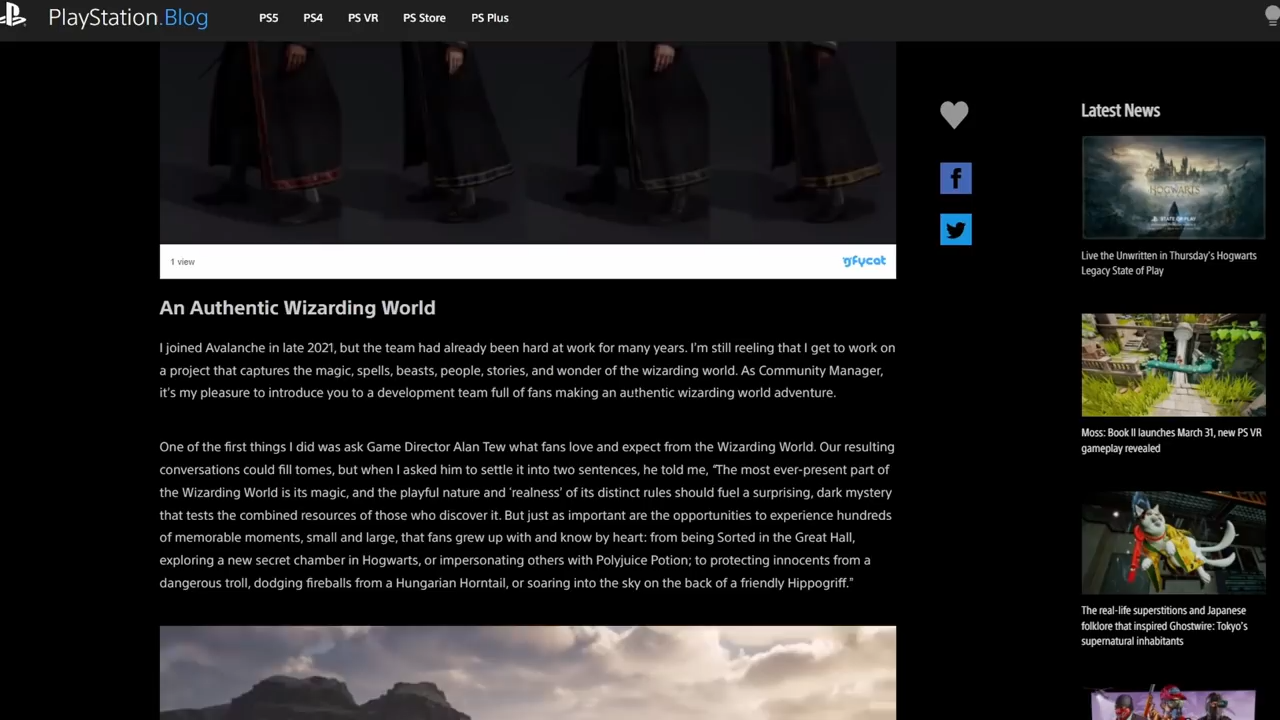 PlayStation.Blog
PS5
PS4
PS VR
PS Store
PS Plus
1 view
gfycat
An Authentic Wizarding World
I joined Avalanche in late 2021, but the team had already been hard at work for many years. I'm still reeling that I get to work on
a project that captures the magic, spells, beasts, people, stories, and wonder of the wizarding world. As Community Manager,
it's my pleasure to introduce you to a development team full of fans making an authentic wizarding world adventure.
One of the first things I did was ask Game Director Alan Tew what fans love and expect from the Wizarding World. Our resulting
conversations could fill tomes, but when I asked him to settle it into two sentences, he told me, "The most ever-present part of
the Wizarding World is its magic, and the playful nature and 'realness' of its distinct rules should fuel a surprising, dark mystery
that tests the combined resources of those who discover it. But just as important are the opportunities to experience hundreds
of memorable moments, small and large, that fans grew up with and know by heart: from being Sorted in the Great Hall,
exploring a new secret chamber in Hogwarts, or impersonating others with Polyjuice Potion; to protecting innocents from a
dangerous troll, dodging fireballs from a Hungarian Horntail, or soaring into the sky on the back of a friendly Hippogriff."
Latest News
HOGWARTS
STATE OF PLAY
Live the Unwritten in Thursday's Hogwarts
Legacy State of Play
Moss: Book II launches March 31, new PS VR
gameplay revealed
The real-life superstitions and Japanese
folklore that inspired Ghostwire: Tokyo's
supernatural inhabitants